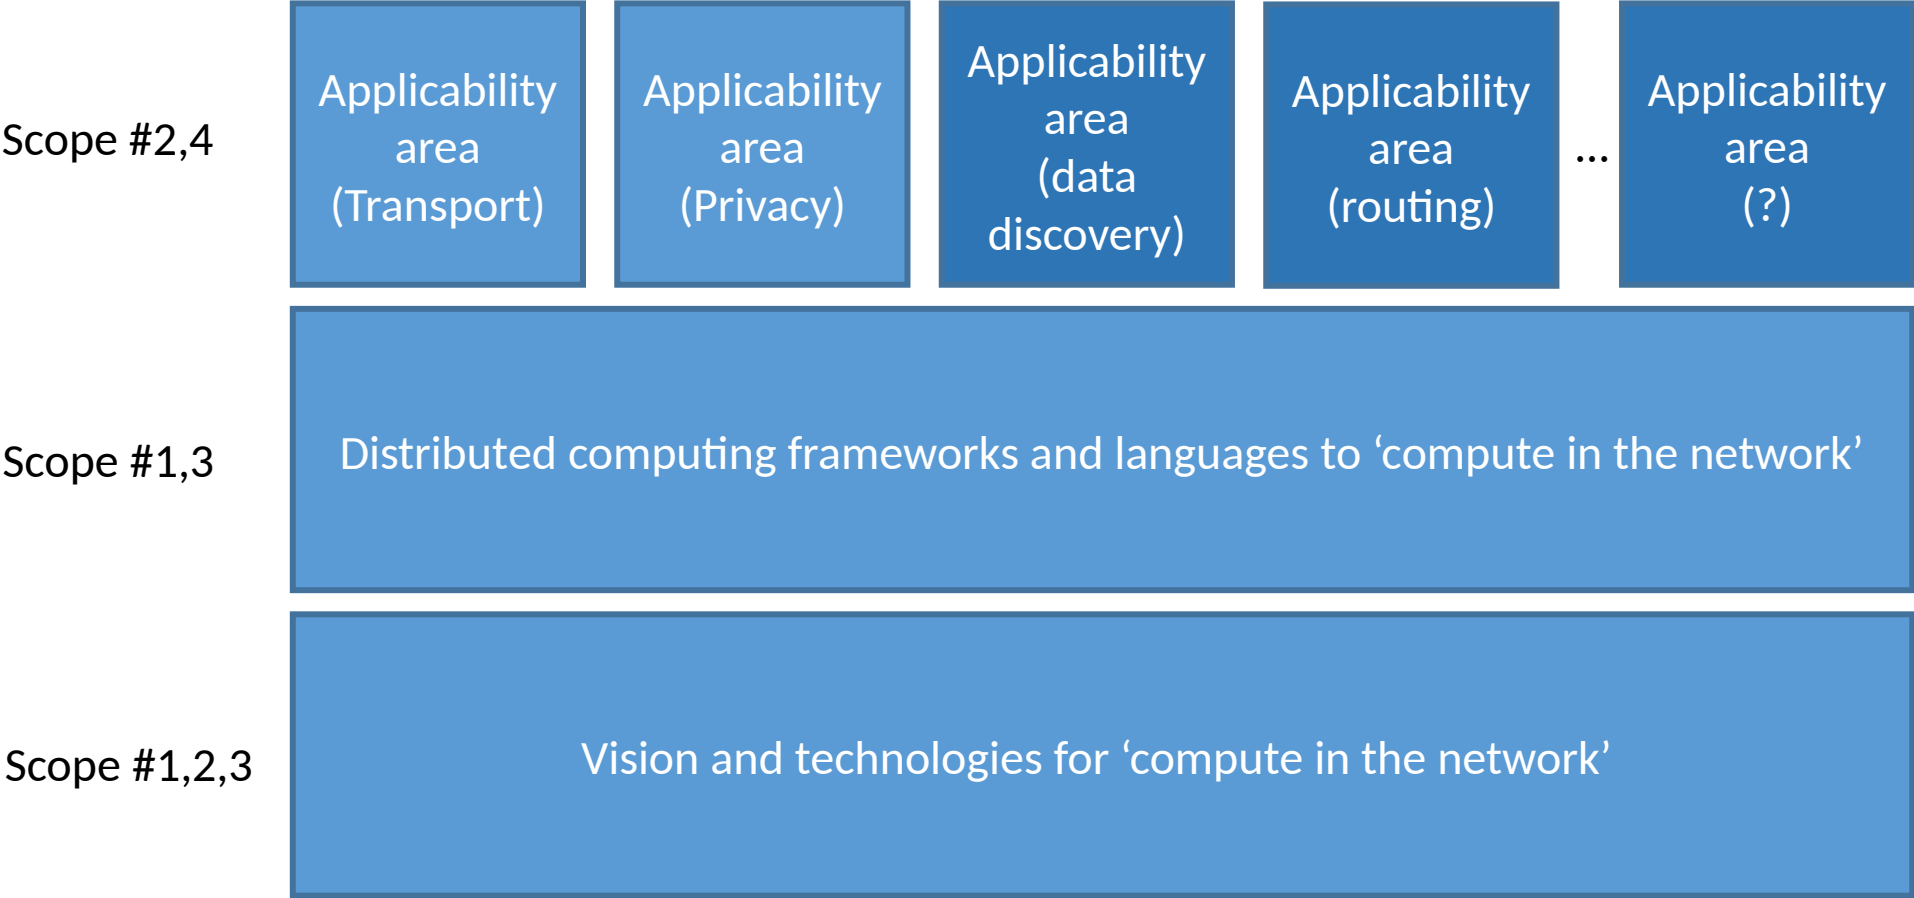 Scope #2,4
Applicability
area
(Transport)
Applicability
area
(Privacy)
Applicability
area
(data
discovery)
Applicability
area
(routing)
...
Applicability
area
(?)
Scope #1,3
Distributed computing frameworks and languages to ‘compute in the network’
Scope #1,2,3
Vision and technologies for ‘compute in the network’